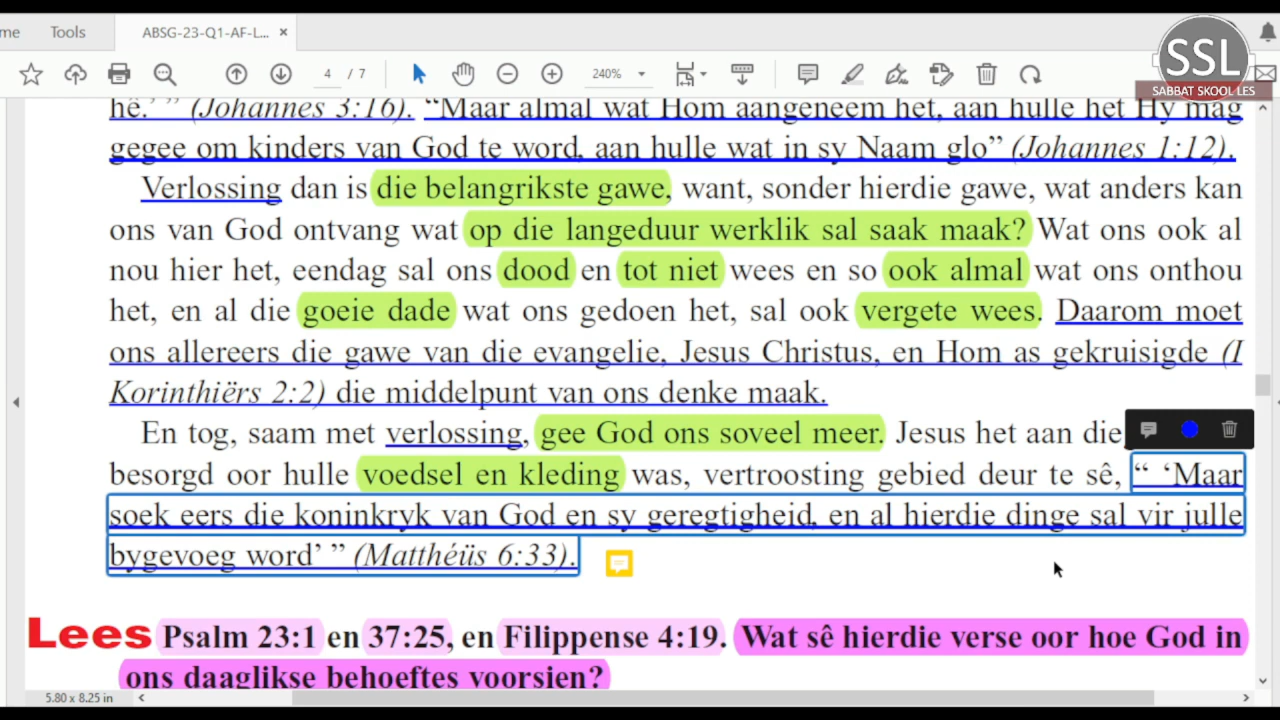 me
Tools
ABSG-23-Q1-AF-L...
4 / 7
240%
SSL
SABBAT SKOOL LES
hê.’ ” (Johannes 3:16). “Maar almal wat Hom aangeneem het, aan hulle het Hy mag
gegee om kinders van God te word, aan hulle wat in sy Naam glo” (Johannes 1:12).
Verlossing dan is die belangrikste gawe, want, sonder hierdie gawe, wat anders kan
ons van God ontvang wat op die langeduur werklik sal saak maak? Wat ons ook al
nou hier het, eendag sal ons dood en tot niet wees en so ook almal wat ons onthou
het, en al die goeie dade wat ons gedoen het, sal ook vergete wees. Daarom moet
ons allereers die gawe van die evangelie, Jesus Christus, en Hom as gekruisigde (I
Korinthiërs 2:2) die middelpunt van ons denke maak.
En tog, saam met verlossing, gee God ons soveel meer. Jesus het aan die
besorgd oor hulle voedsel en kleding was, vertroosting gebied deur te sê, “ ‘Maar
soek eers die koninkryk van God en sy geregtigheid, en al hierdie dinge sal vir julle
bygevoeg word’ ” (Matthéüs 6:33).
Lees Psalm 23:1 en 37:25, en Filippense 4:19. Wat sê hierdie verse oor hoe God in
ons daaglikse behoeftes voorsien?
5.80 x 8.25 in